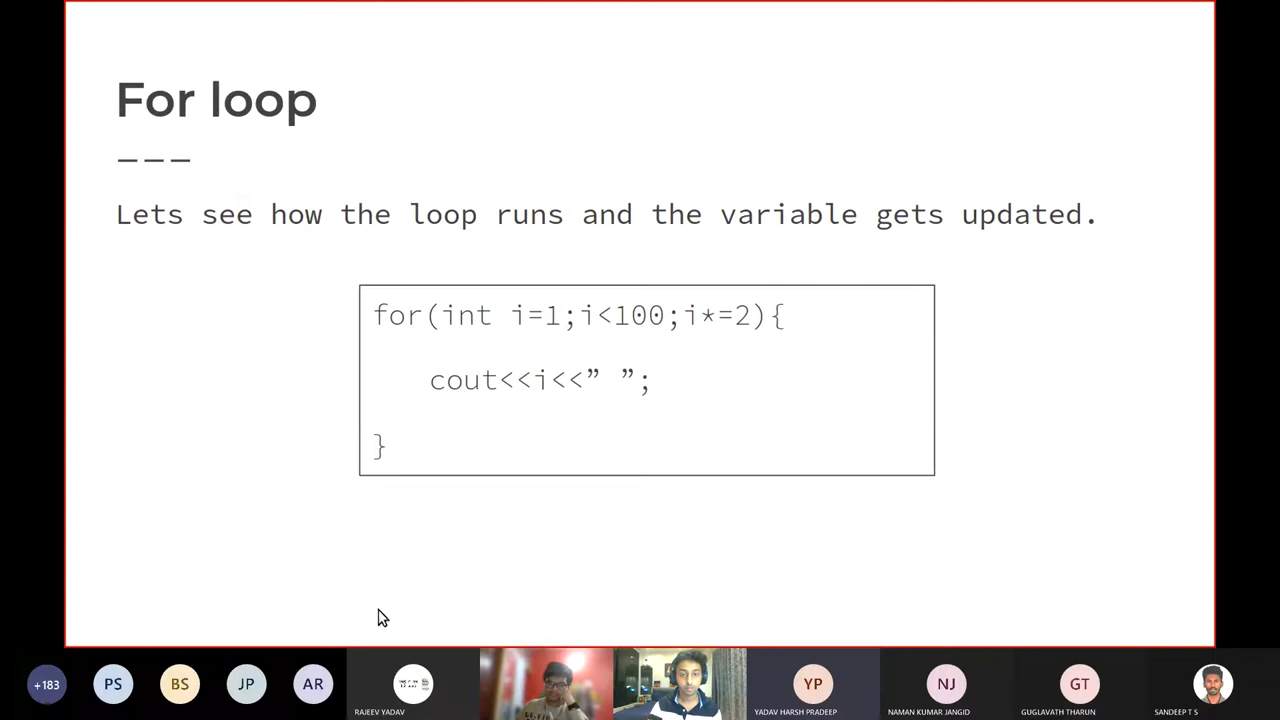 For loop
---
Lets see how the loop runs and the variable gets updated.
for(int i=1;i<100;i*=2){
cout<<i<<” ”;
}
+183
PS
BS
JP
AR
RAJEEV YADAV
YP
YADAV HARSH PRADEEP
NJ
NAMAN KUMAR JANGID
GT
GUGLAVATH THARUN
SANDEEP T S